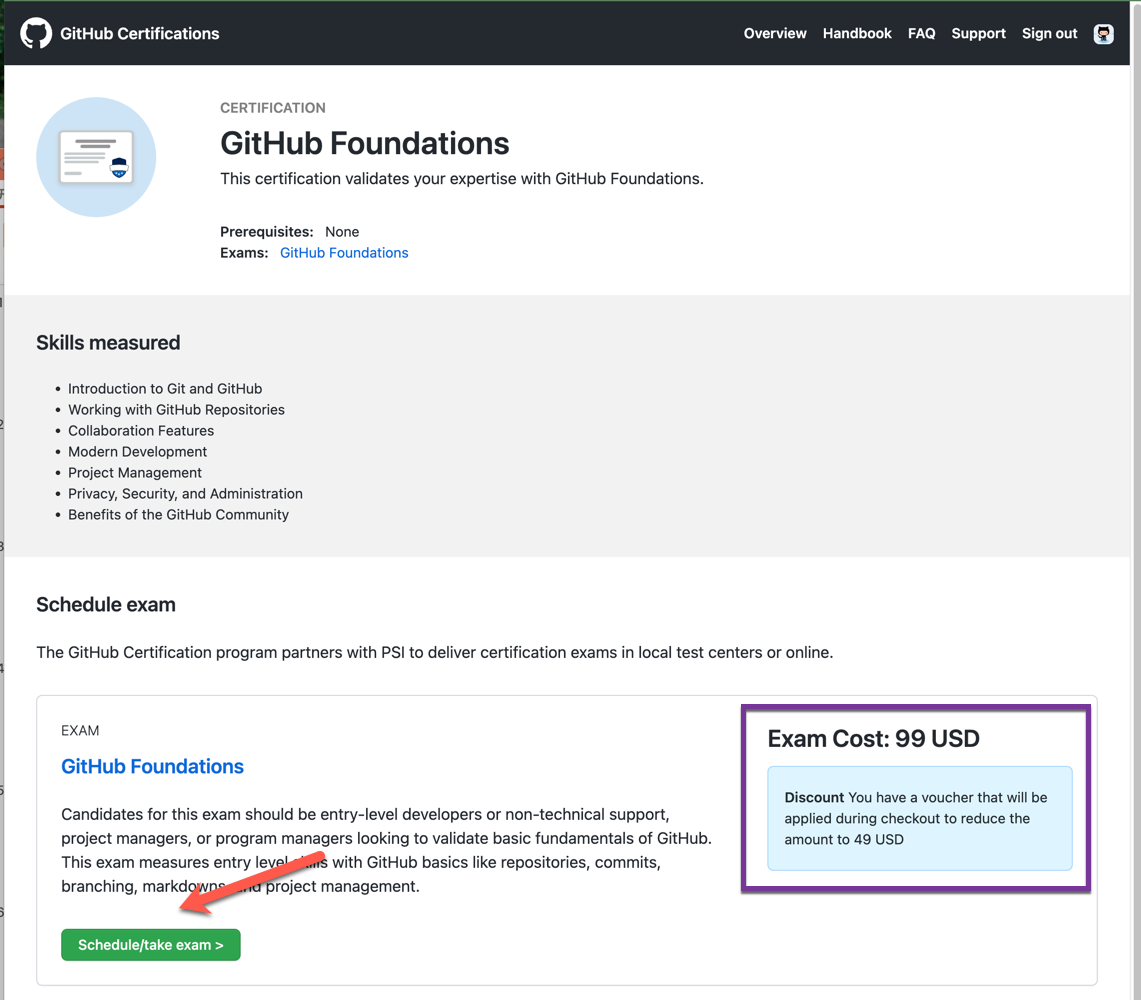 GitHub Certifications
Overview Handbook FAQ Support Sign out
CERTIFICATION
GitHub Foundations
This certification validates your expertise with GitHub Foundations.
Prerequisites: None
Exams: GitHub Foundations
Skills measured
• Introduction to Git and GitHub
• Working with GitHub Repositories
• Collaboration Features
• Modern Development
• Project Management
• Privacy, Security, and Administration
• Benefits of the GitHub Community
Schedule exam
The GitHub Certification program partners with PSI to deliver certification exams in local test centers or online.
EXAM
GitHub Foundations
Candidates for this exam should be entry-level developers or non-technical support,
project managers, or program managers looking to validate basic fundamentals of GitHub.
This exam measures entry level skills with GitHub basics like repositories, commits,
branching, markdowns, and project management.
Schedule/take exam >
Exam Cost: 99 USD
Discount You have a voucher that will be
applied during checkout to reduce the
amount to 49 USD